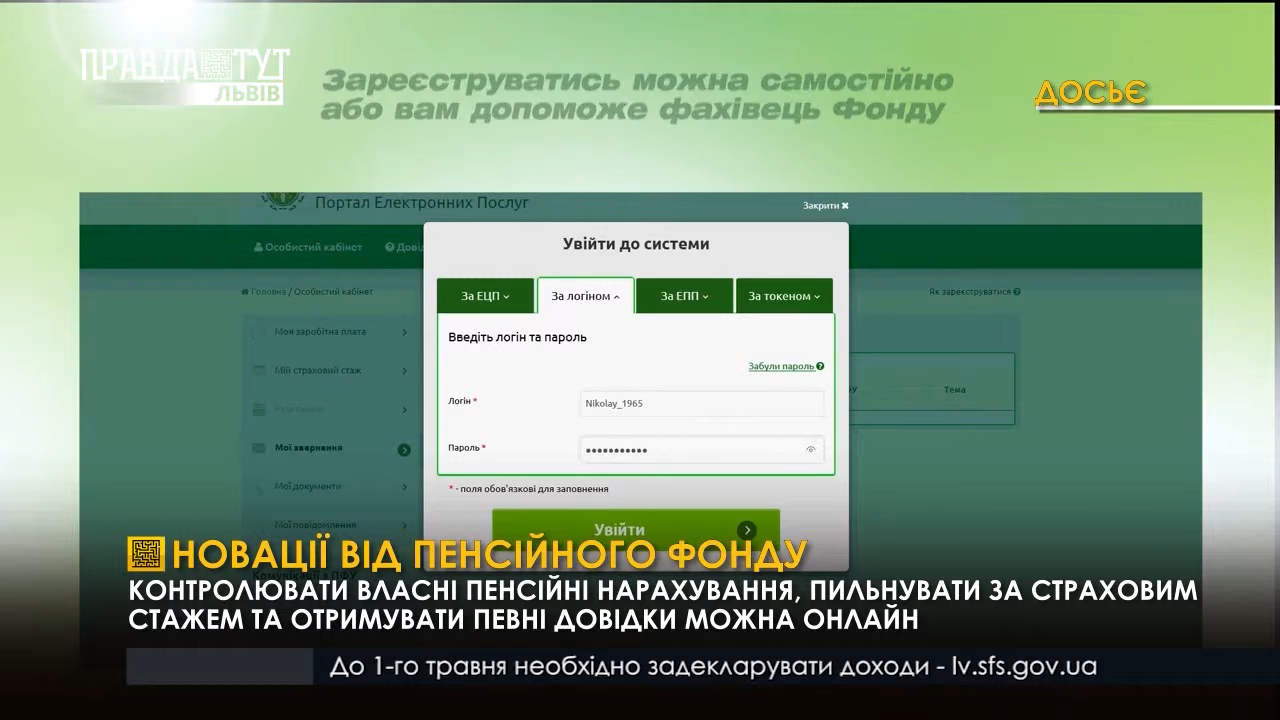 ПРАВДА ТУТ
ЛЬВІВ
Зареєструватись можна самостійно
або вам допоможе фахівець Фонду
ДОСЬЄ
Портал Електронних Послуг
Закрити ✖
Особистий кабінет
Увійти до системи
За ЕЦП
За логіном
За ЕПП
За токеном
Головна / Особистий кабінет
Як зареєструватися
Моя заробітна плата
Введіть логін та пароль
Мій страховий стаж
Забули пароль
Тема
Логін *
Nikolay_1965
Мої звернення
Пароль *
•••••••••••
Мої документи
* - поля обов'язкові для заповнення
Мої повідомлення
Увійти
НОВАЦІЇ ВІД ПЕНСІЙНОГО ФОНДУ
КОНТРОЛЮВАТИ ВЛАСНІ ПЕНСІЙНІ НАРАХУВАННЯ, ПИЛЬНУВАТИ ЗА СТРАХОВИМ
СТАЖЕМ ТА ОТРИМУВАТИ ПЕВНІ ДОВІДКИ МОЖНА ОНЛАЙН
До 1-го травня необхідно задекларувати доходи - lv.sfs.gov.ua